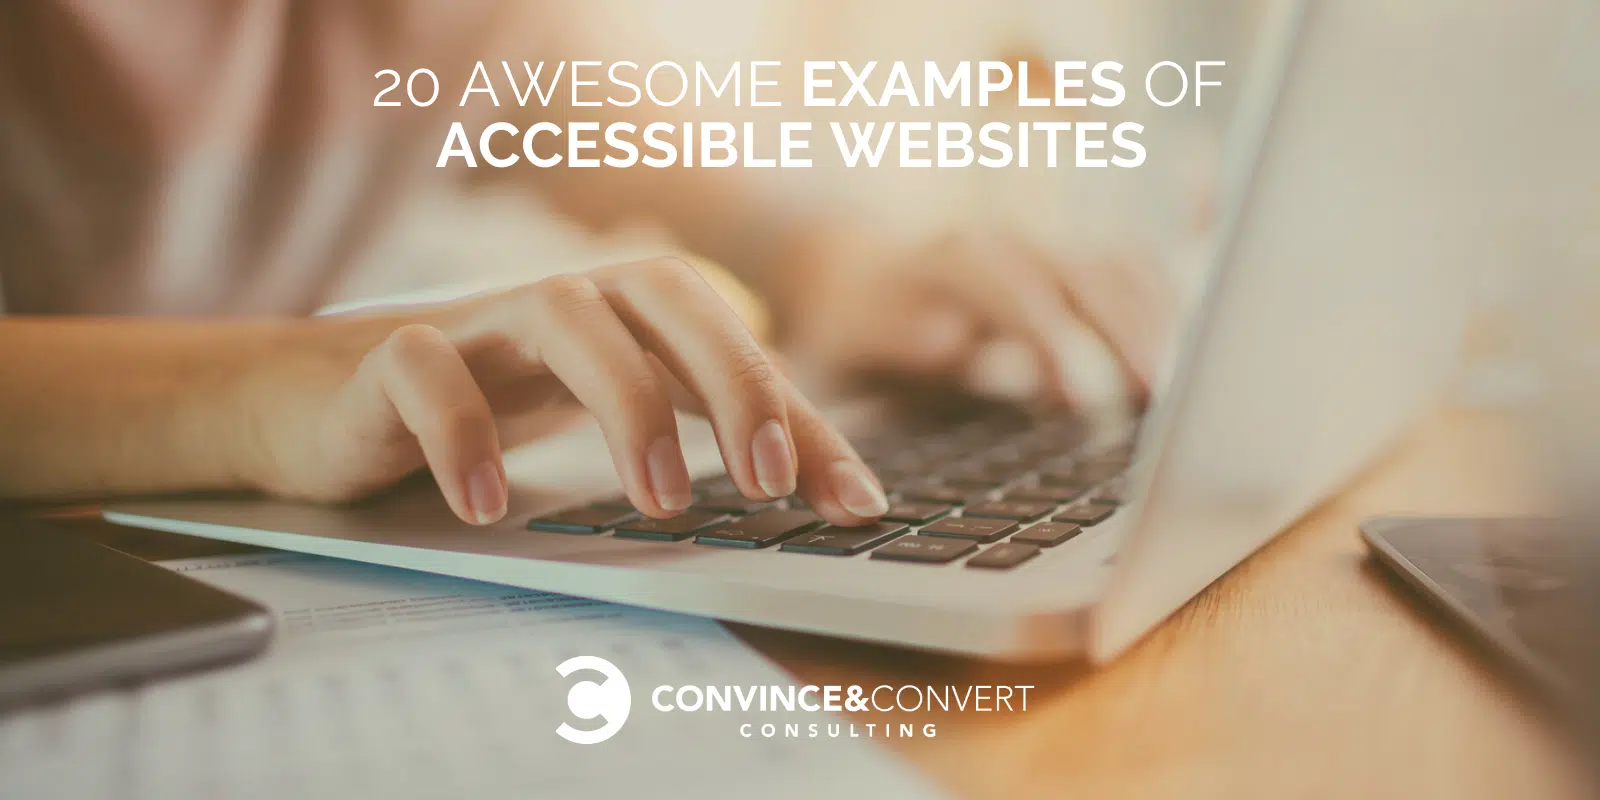 20 AWESOME EXAMPLES OF
ACCESSIBLE WEBSITES
CONVINCE&CONVERT
CONSULTING